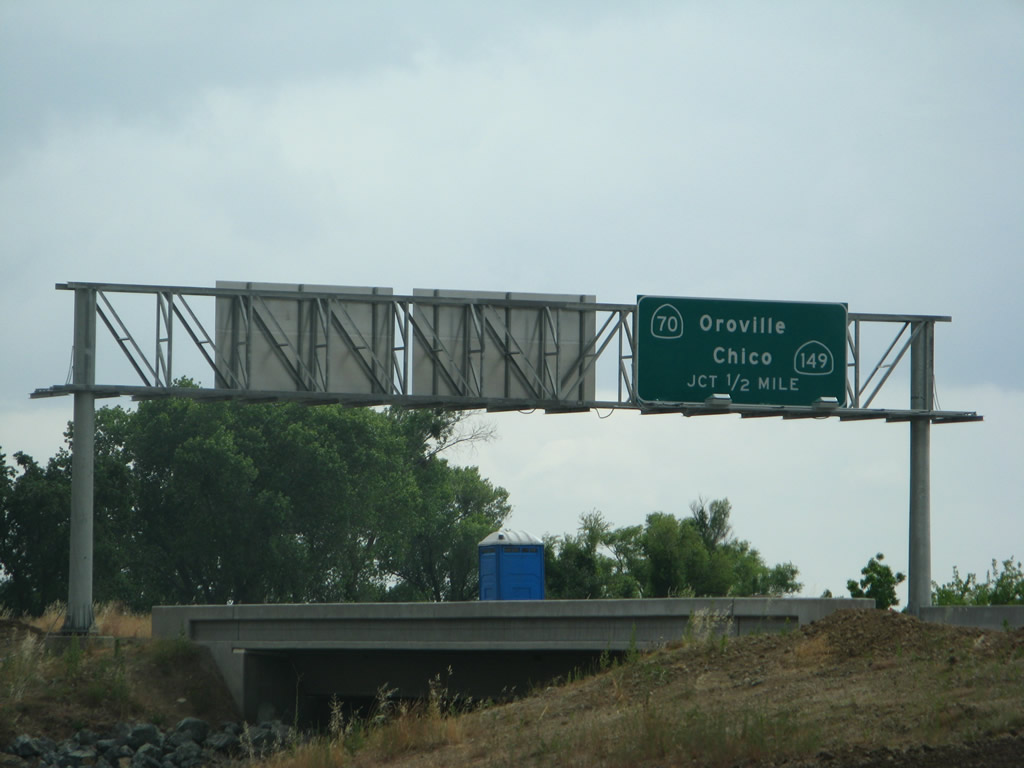 70 Oroville
Chico 149
JCT 1/2 MILE